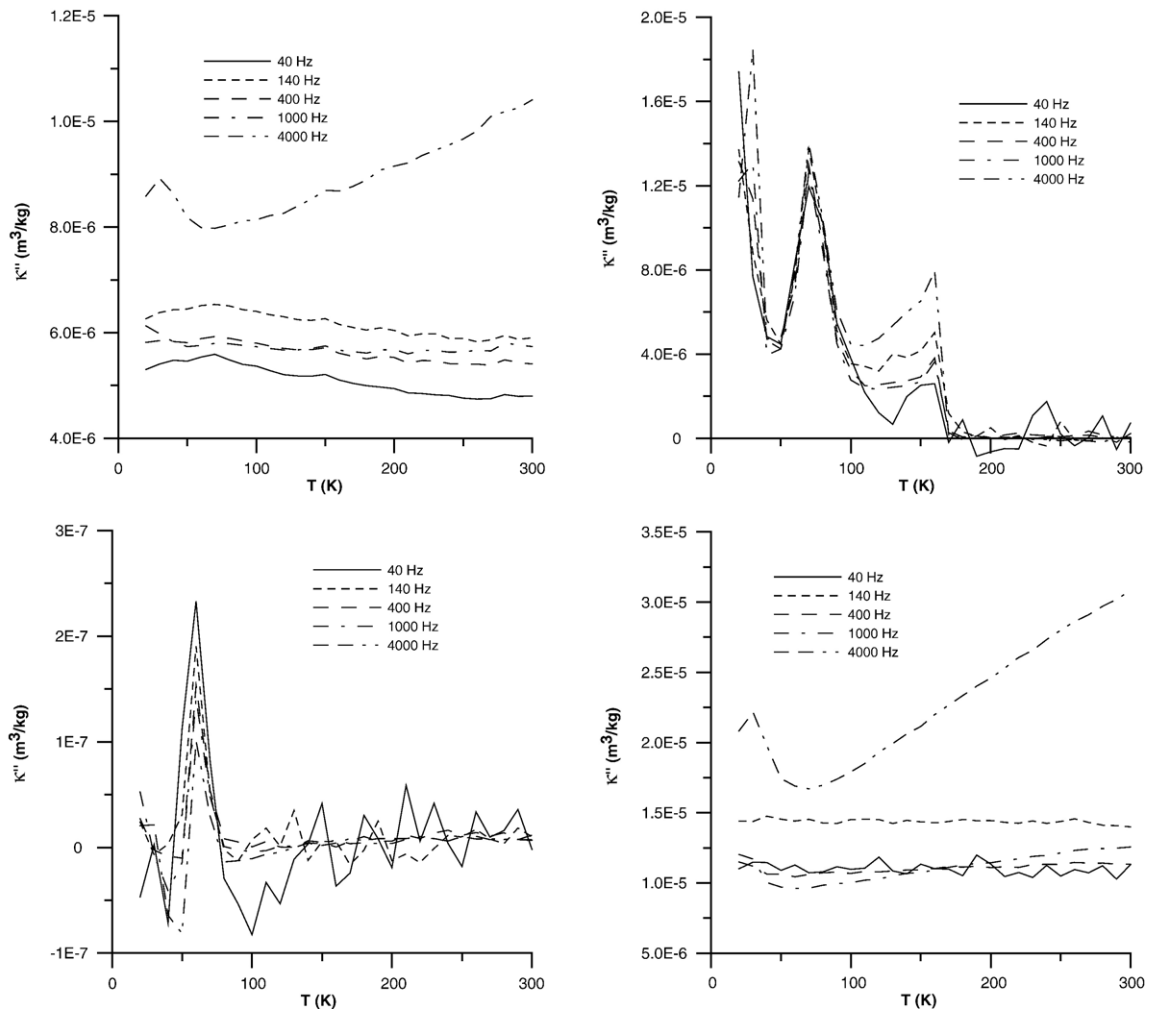 1.2E-5
1.0E-5
8.0E-6
6.0E-6
4.0E-6
κ" (m³/kg)
40 Hz
140 Hz
400 Hz
1000 Hz
4000 Hz
0
100
200
300
T (K)
2.0E-5
1.6E-5
1.2E-5
8.0E-6
4.0E-6
0
κ" (m³/kg)
40 Hz
140 Hz
400 Hz
1000 Hz
4000 Hz
0
100
200
300
T (K)
3E-7
2E-7
1E-7
0
-1E-7
κ" (m³/kg)
40 Hz
140 Hz
400 Hz
1000 Hz
4000 Hz
0
100
200
300
T (K)
3.5E-5
3.0E-5
2.5E-5
2.0E-5
1.5E-5
1.0E-5
5.0E-6
κ" (m³/kg)
40 Hz
140 Hz
400 Hz
1000 Hz
4000 Hz
0
100
200
300
T (K)